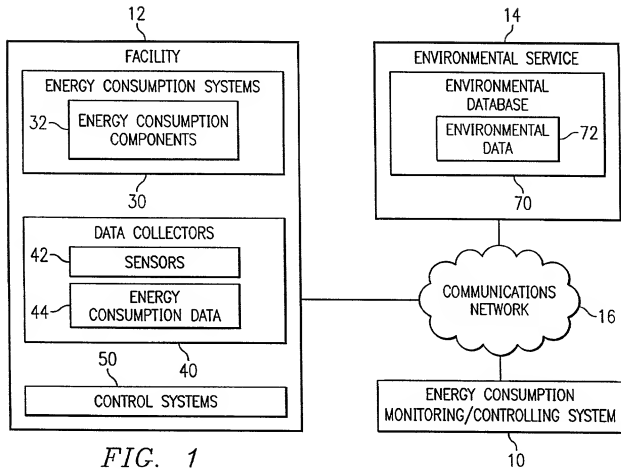 12
FACILITY
ENERGY CONSUMPTION SYSTEMS
32
ENERGY CONSUMPTION
COMPONENTS
30
DATA COLLECTORS
42
SENSORS
44
ENERGY
CONSUMPTION DATA
50
40
CONTROL SYSTEMS
14
ENVIRONMENTAL SERVICE
ENVIRONMENTAL
DATABASE
ENVIRONMENTAL
DATA
72
70
COMMUNICATIONS
NETWORK
16
ENERGY CONSUMPTION
MONITORING/CONTROLLING SYSTEM
10
FIG. 1